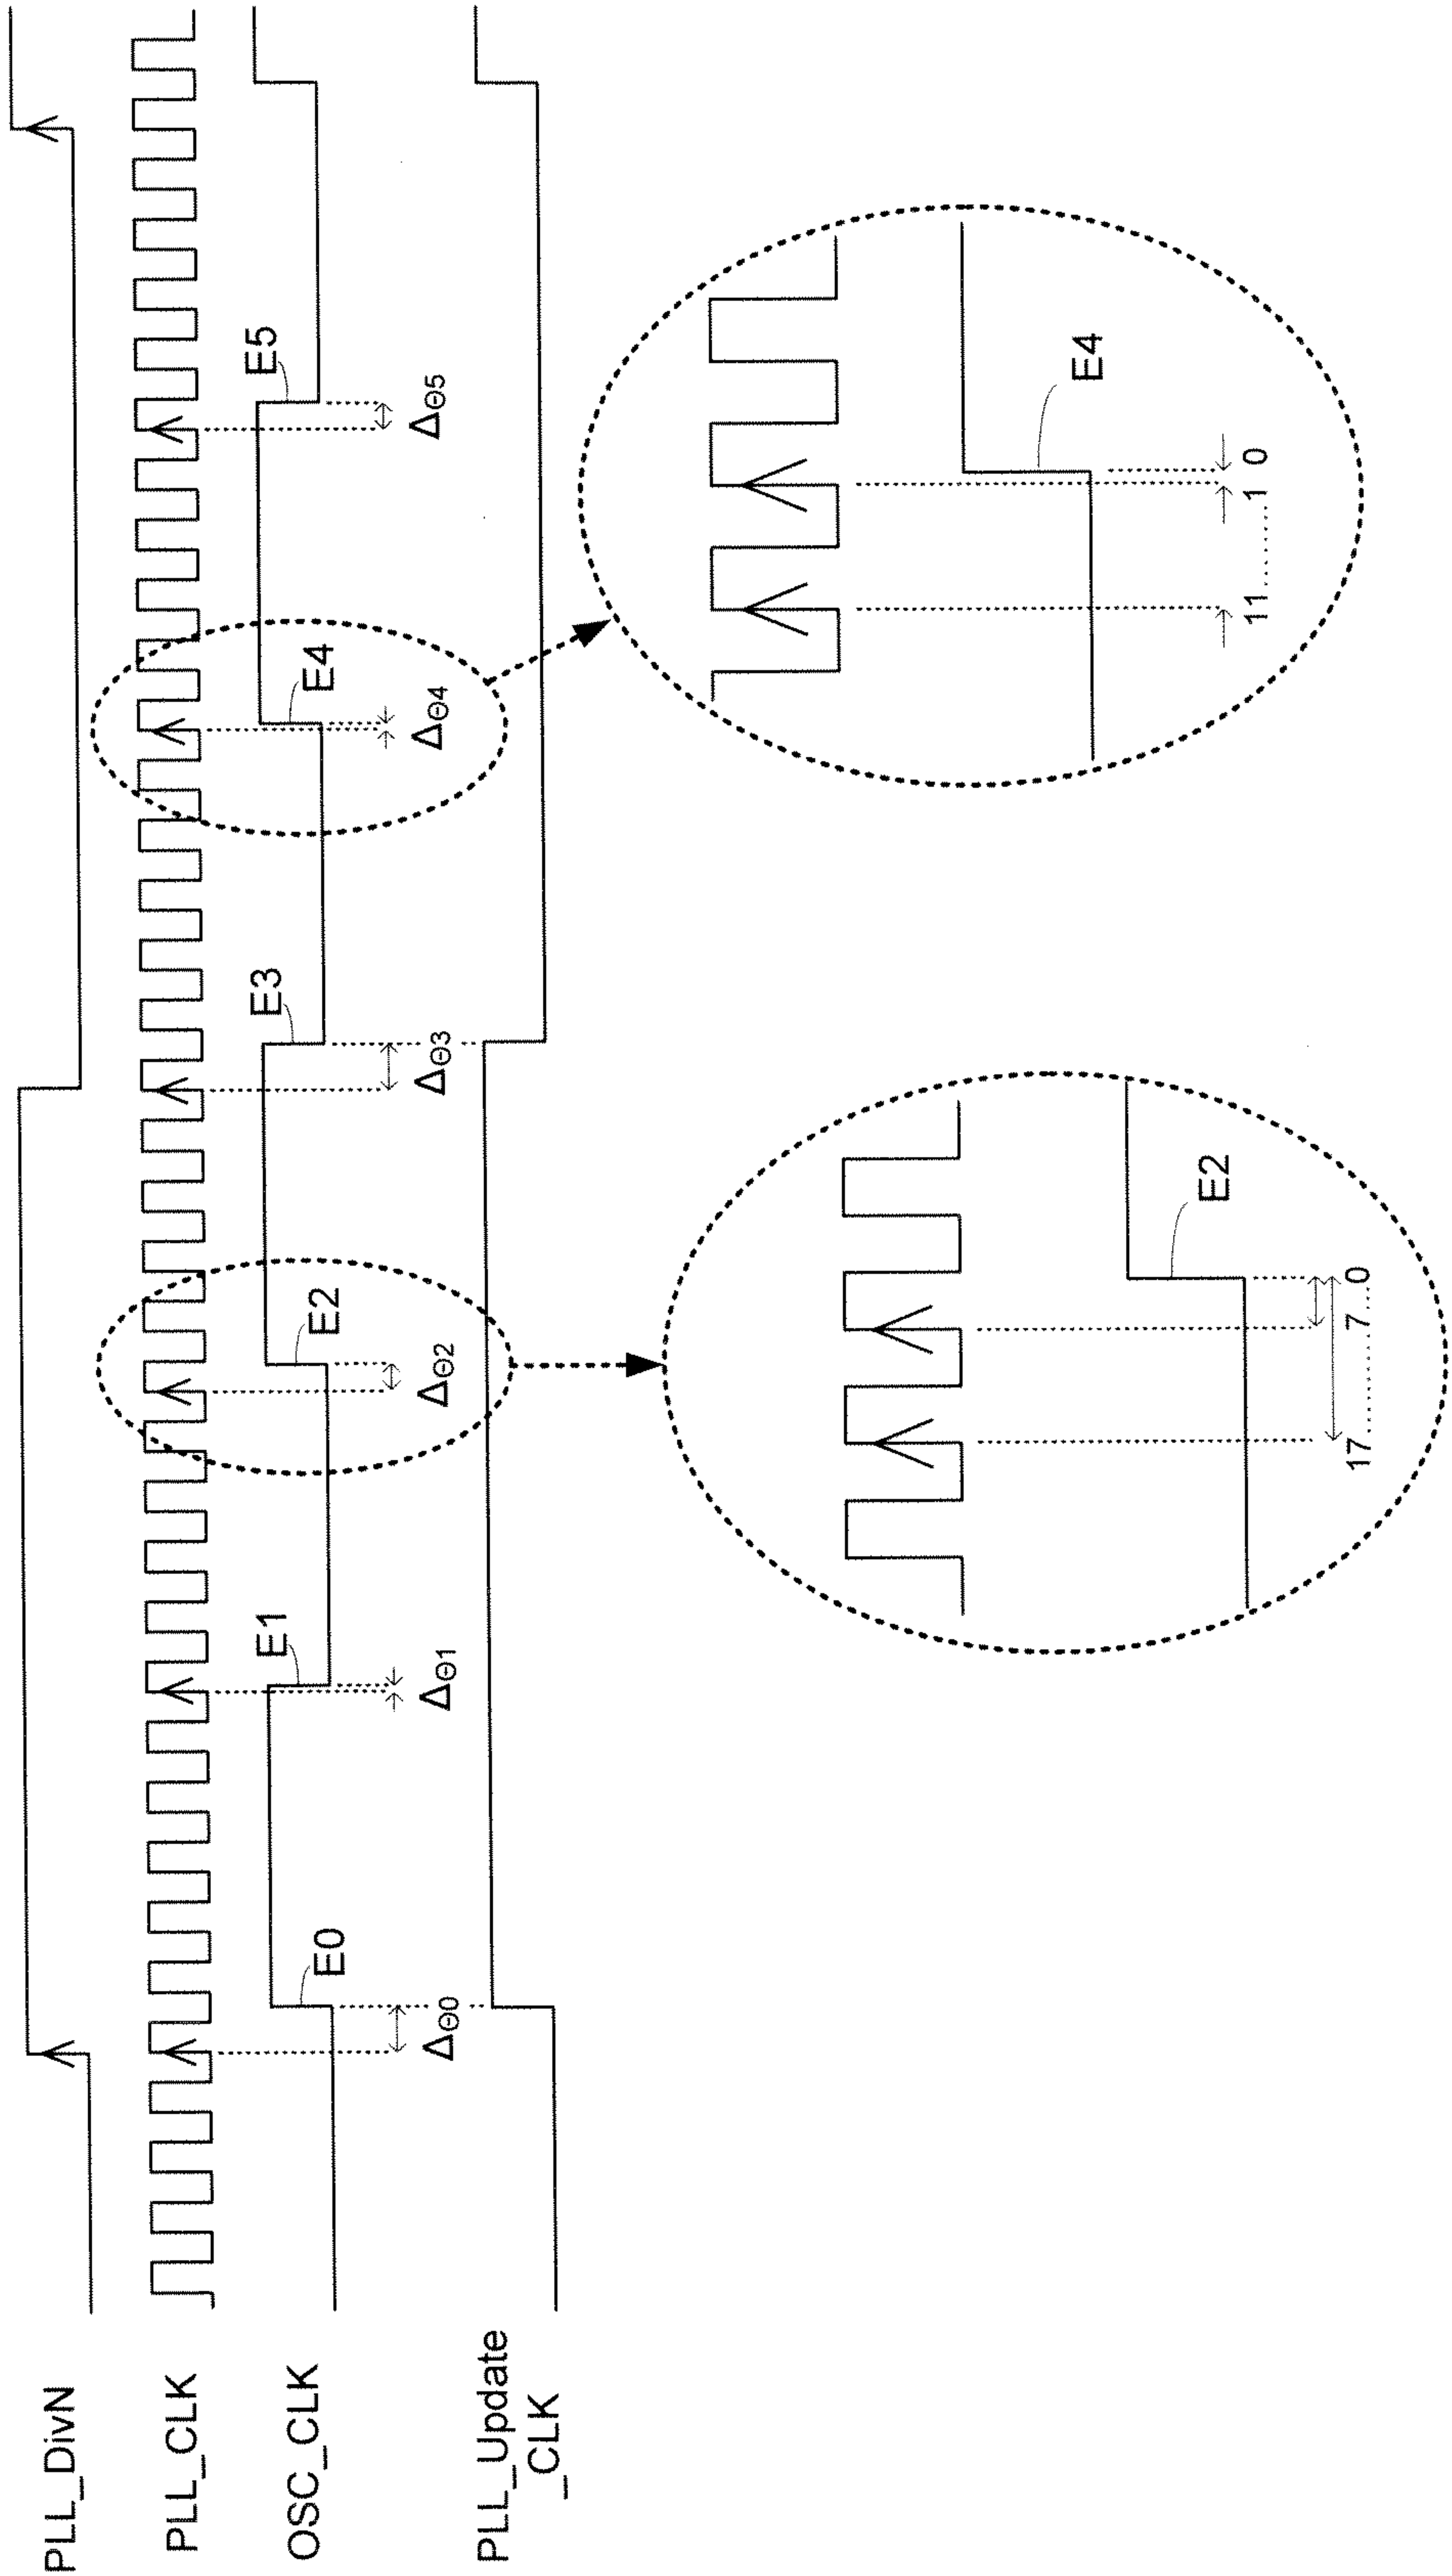 PLL_DivN
PLL_CLK
OSC_CLK
E0
E1
E2
E3
E4
E5
ΔΘ0
ΔΘ1
ΔΘ2
ΔΘ3
ΔΘ4
ΔΘ5
PLL_Update
_CLK
E2
17.......7...0
E4
11.......1 0